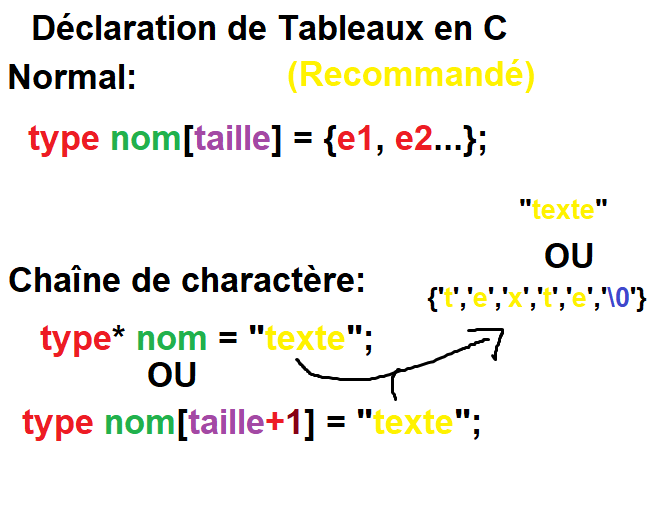 Déclaration de Tableaux en C
Normal:
(Recommandé)
type nom[taille] = {e1, e2...};
"texte"
OU
{'t','e','x','t','e','\0'}
Chaîne de charactère:
type* nom = "texte";
OU
type nom[taille+1] = "texte";